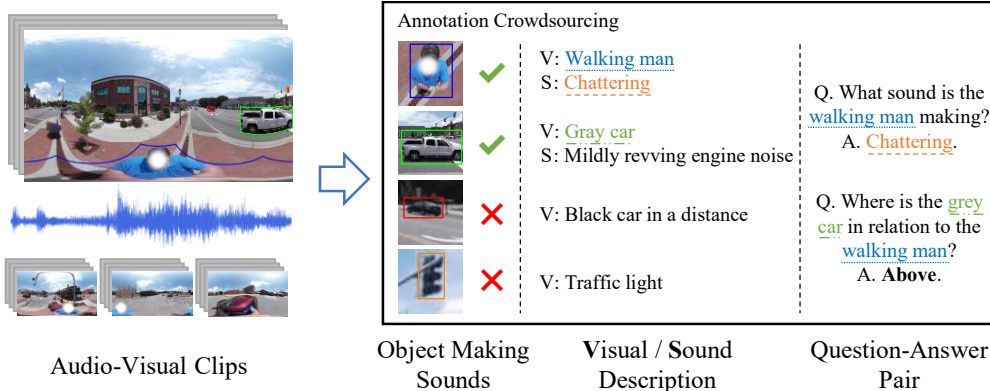 Annotation Crowdsourcing
V: Walking man
S: Chattering
V: Gray car
S: Mildly revving engine noise
V: Black car in a distance
V: Traffic light
Q. What sound is the
walking man making?
A. Chattering.
Q. Where is the grey
car in relation to the
walking man?
A. Above.
Audio-Visual Clips
Object Making
Sounds
Visual / Sound
Description
Question-Answer
Pair